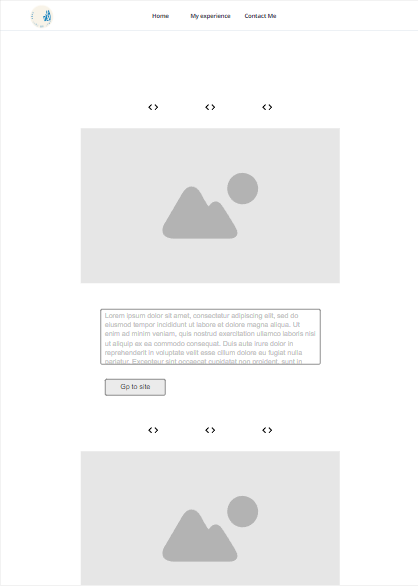 Home My experience Contact Me
Lorem ipsum dolor sit amet, consectetur adipiscing elit, sed do
eiusmod tempor incididunt ut labore et dolore magna aliqua. Ut
enim ad minim veniam, quis nostrud exercitation ullamco laboris nisi
ut aliquip ex ea commodo consequat. Duis aute irure dolor in
reprehenderit in voluptate velit esse cillum dolore eu fugiat nulla
pariatur. Excepteur sint occaecat cupidatat non proident, sunt in
Go to site